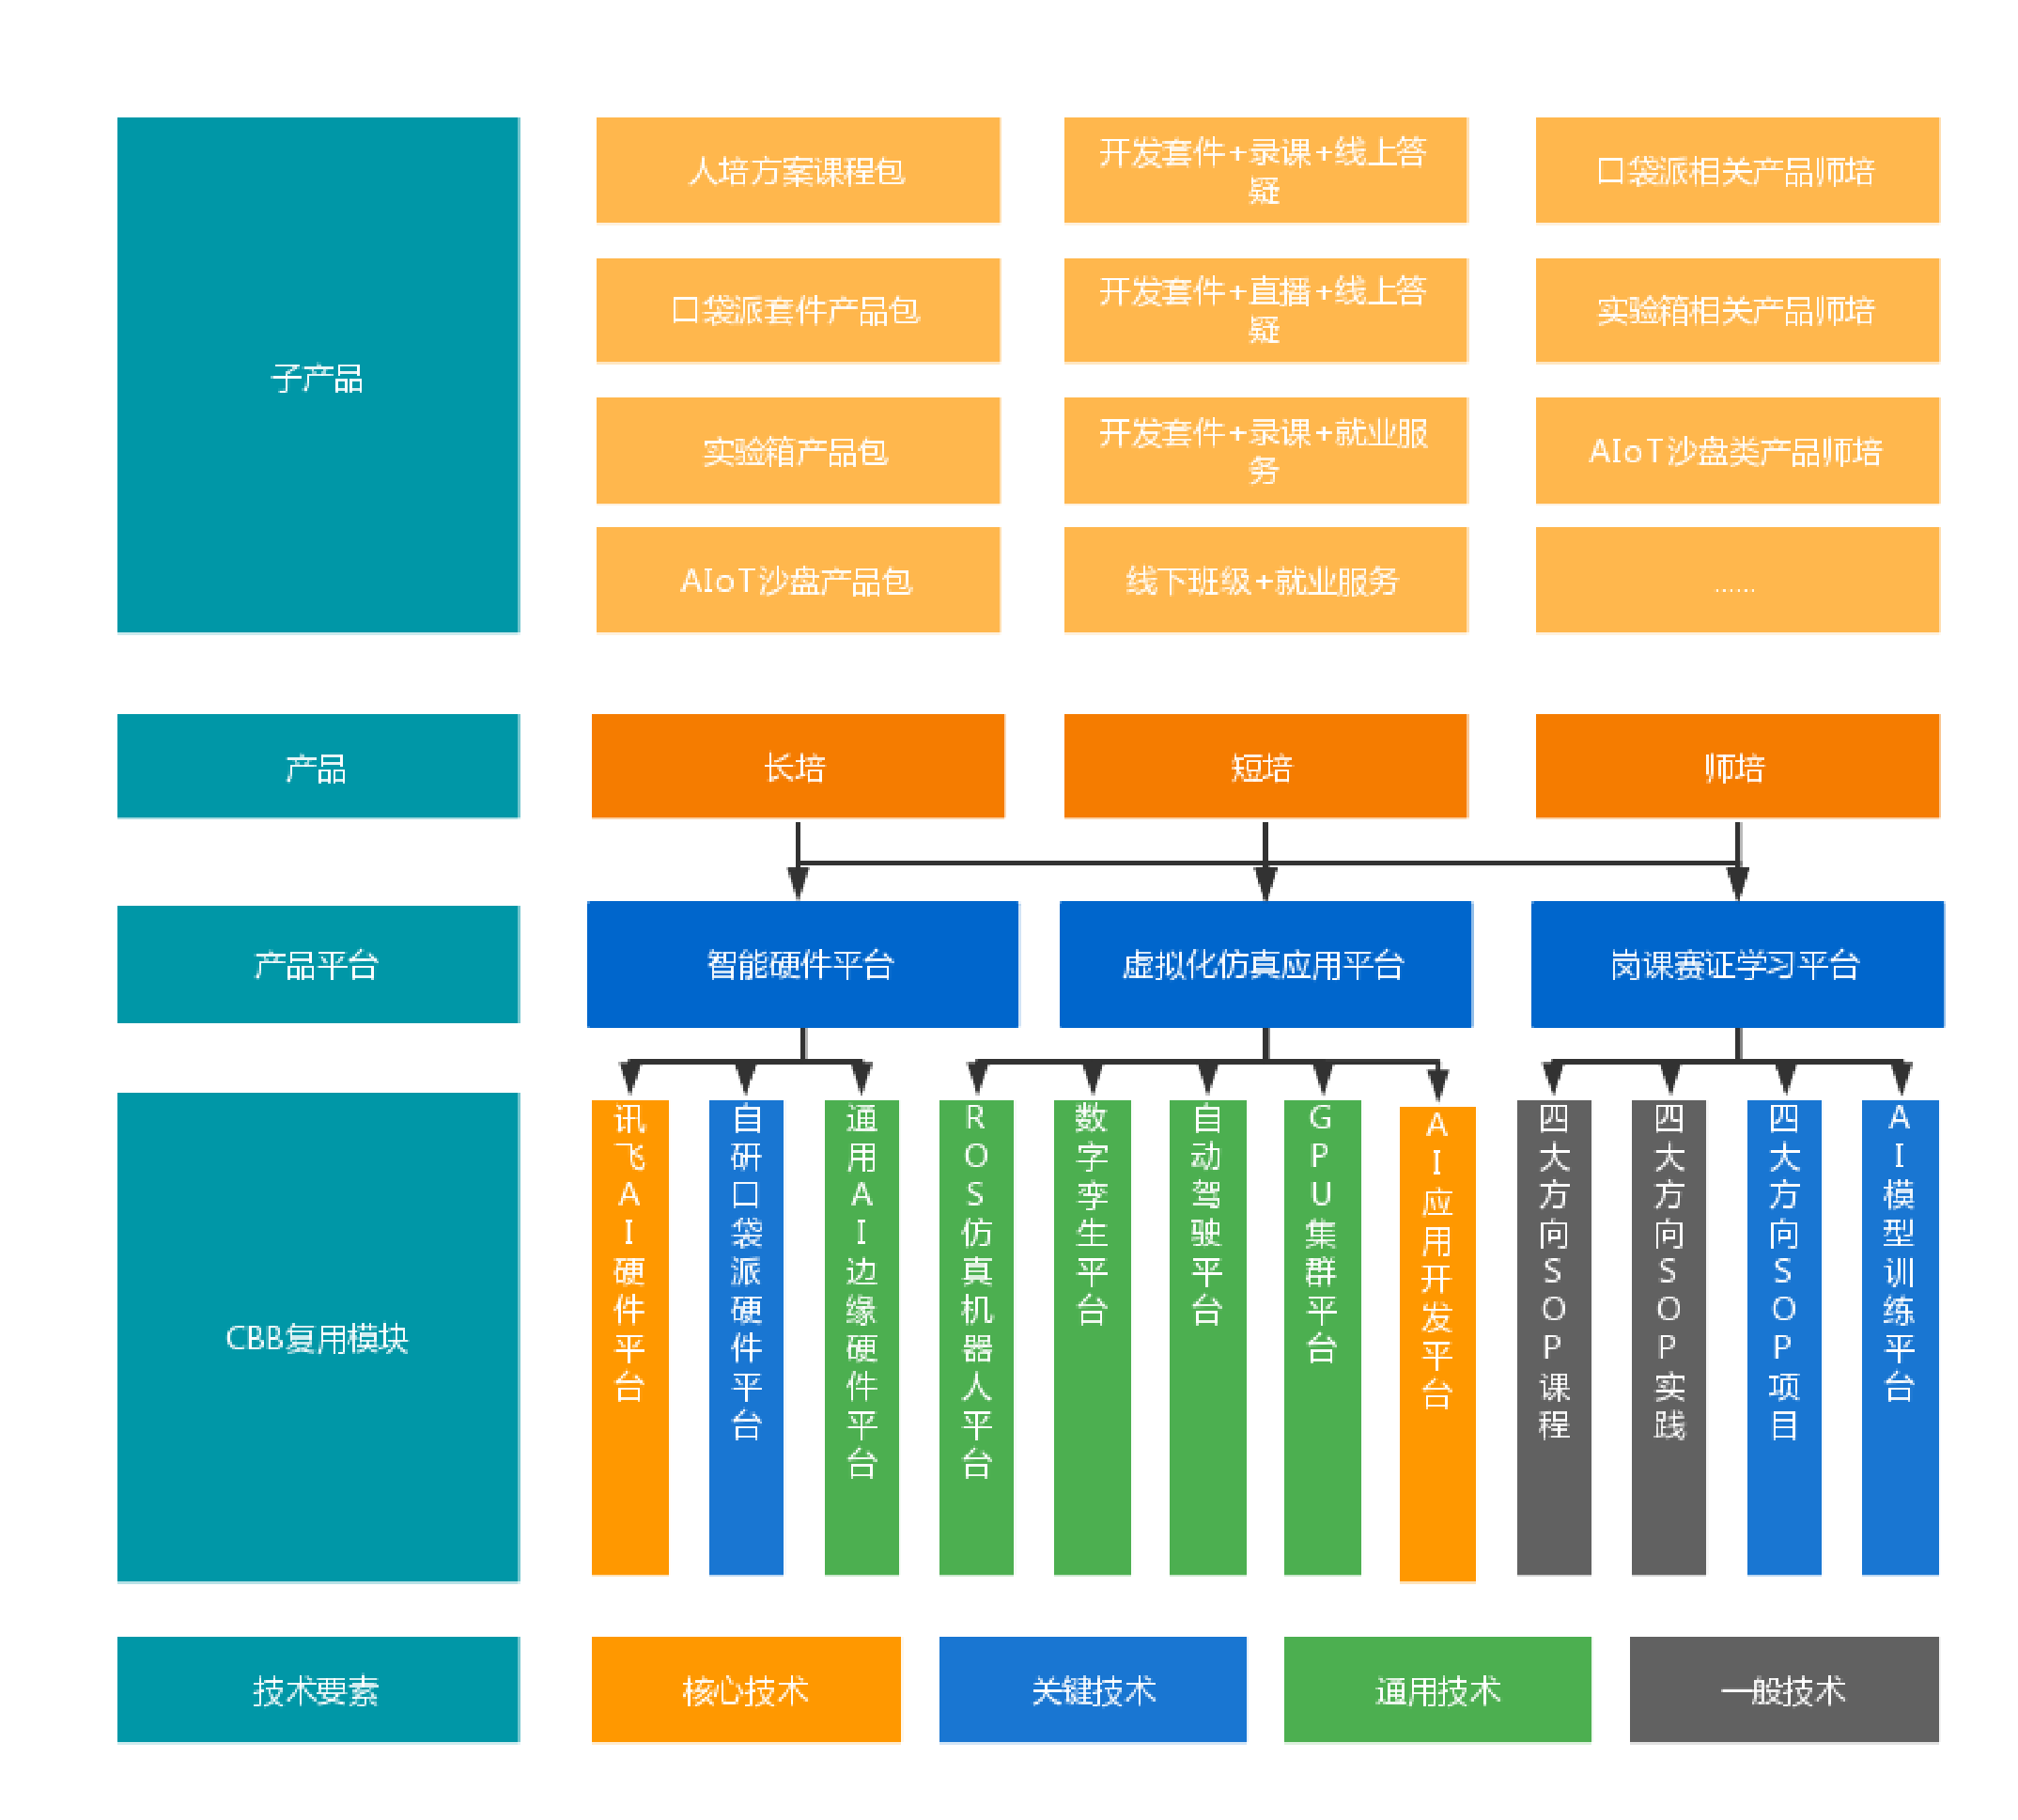 子产品
人培方案课程包
开发套件+录课+线上答
疑
口袋派相关产品师培
口袋派套件产品包
开发套件+直播+线上答
疑
实验箱相关产品师培
实验箱产品包
开发套件+录课+就业服
务
AIoT沙盘类产品师培
AIoT沙盘产品包
线下班级+就业服务
......
产品
长培
短培
师培
产品平台
智能硬件平台
虚拟化仿真应用平台
岗课赛证学习平台
CBB复用模块
讯飞AI硬件平台
自研口袋派硬件平台
通用AI边缘硬件平台
ROS仿真机器人平台
数字孪生平台
自动驾驶平台
GPU集群平台
AI应用开发平台
四大方向SOP课程
四大方向SOP实践
四大方向SOP项目
AI模型训练平台
技术要素
核心技术
关键技术
通用技术
一般技术